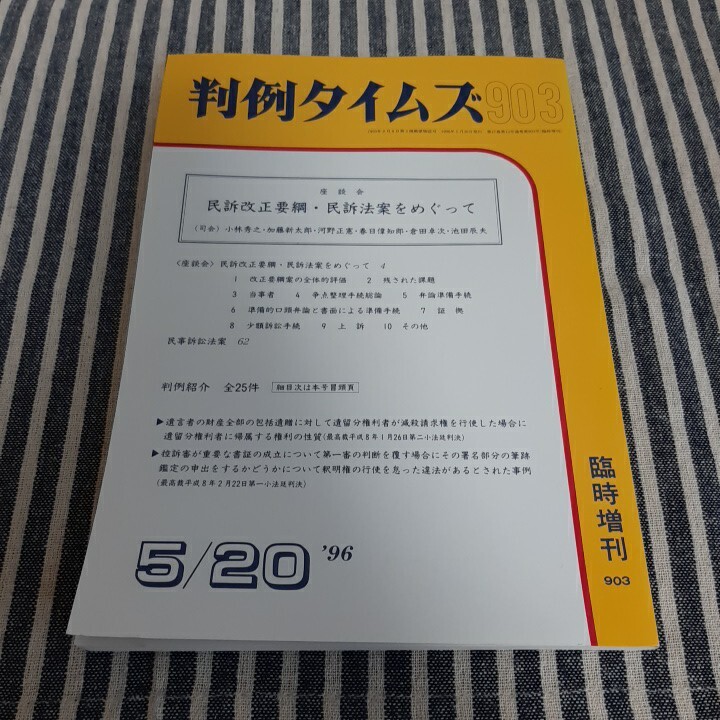 判例タイムズ903
座談会
民訴改正要綱・民訴法案をめぐって
(司会)小林秀之・加藤新太郎・河野正憲・春日偉知郎・倉田卓次・池田辰夫
〈座談会〉民訴改正要綱・民訴法案をめぐって 4
1 改正要綱案の全体的評価 2 残された課題
3 当事者 4 争点整理手続総論 5 弁論準備手続
6 準備的口頭弁論と書面による準備手続 7 証拠
8 少額訴訟手続 9 上訴 10 その他
民事訴訟法案 62
判例紹介 全25件 細目次は本号冒頭頁
▶遺言者の財産全部の包括遺贈に対して遺留分権利者が減殺請求権を行使した場合に
遺留分権利者に帰属する権利の性質(最高裁平成8年1月26日第二小法廷判決)
▶控訴審が重要な書証の成立について第一審の判断を覆す場合にその署名部分の筆跡
鑑定の申出をするかどうかについて釈明権の行使を怠った違法があるとされた事例
(最高裁平成8年2月22日第一小法廷判決)
5/20 '96
臨時増刊
903